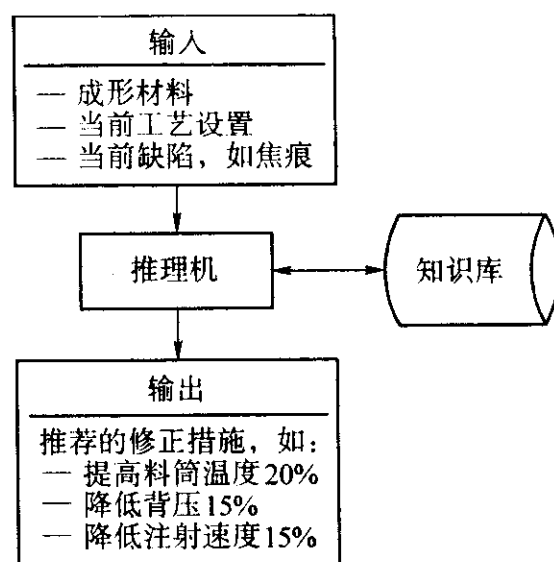 输入
— 成形材料
— 当前工艺设置
— 当前缺陷，如焦痕
推理机
知识库
输出
推荐的修正措施，如：
— 提高料筒温度20%
— 降低背压15%
— 降低注射速度15%